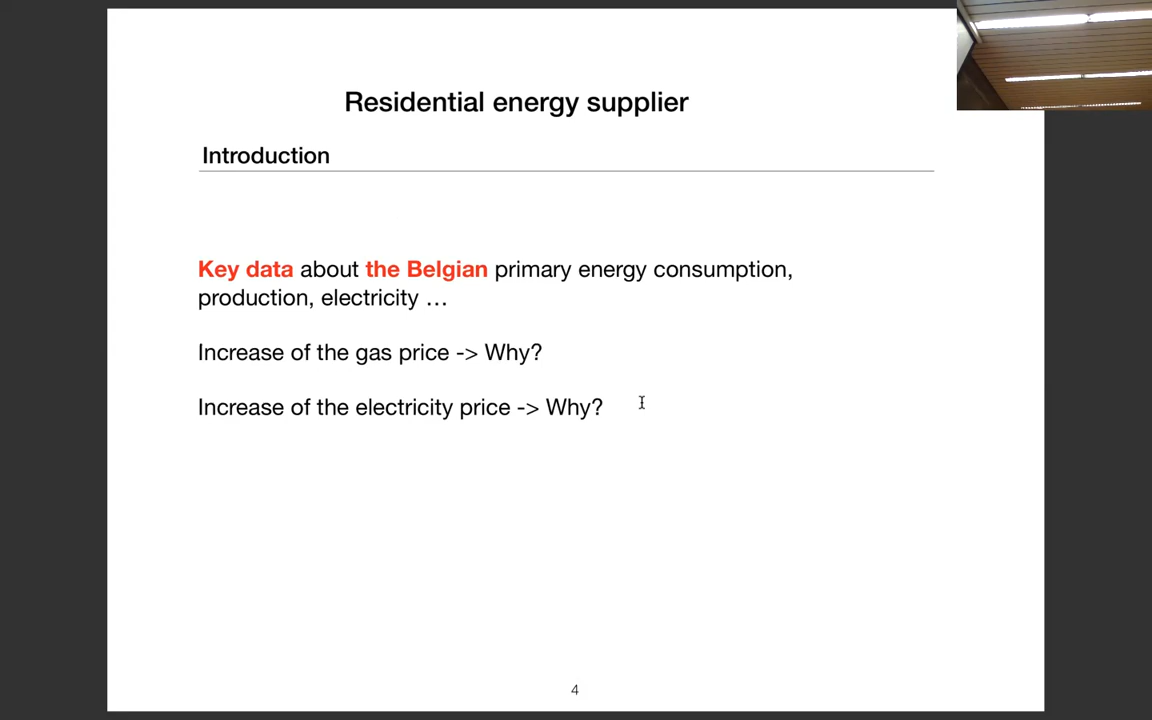 Residential energy supplier
Introduction
Key data about the Belgian primary energy consumption,
production, electricity …
Increase of the gas price -> Why?
Increase of the electricity price -> Why?
4